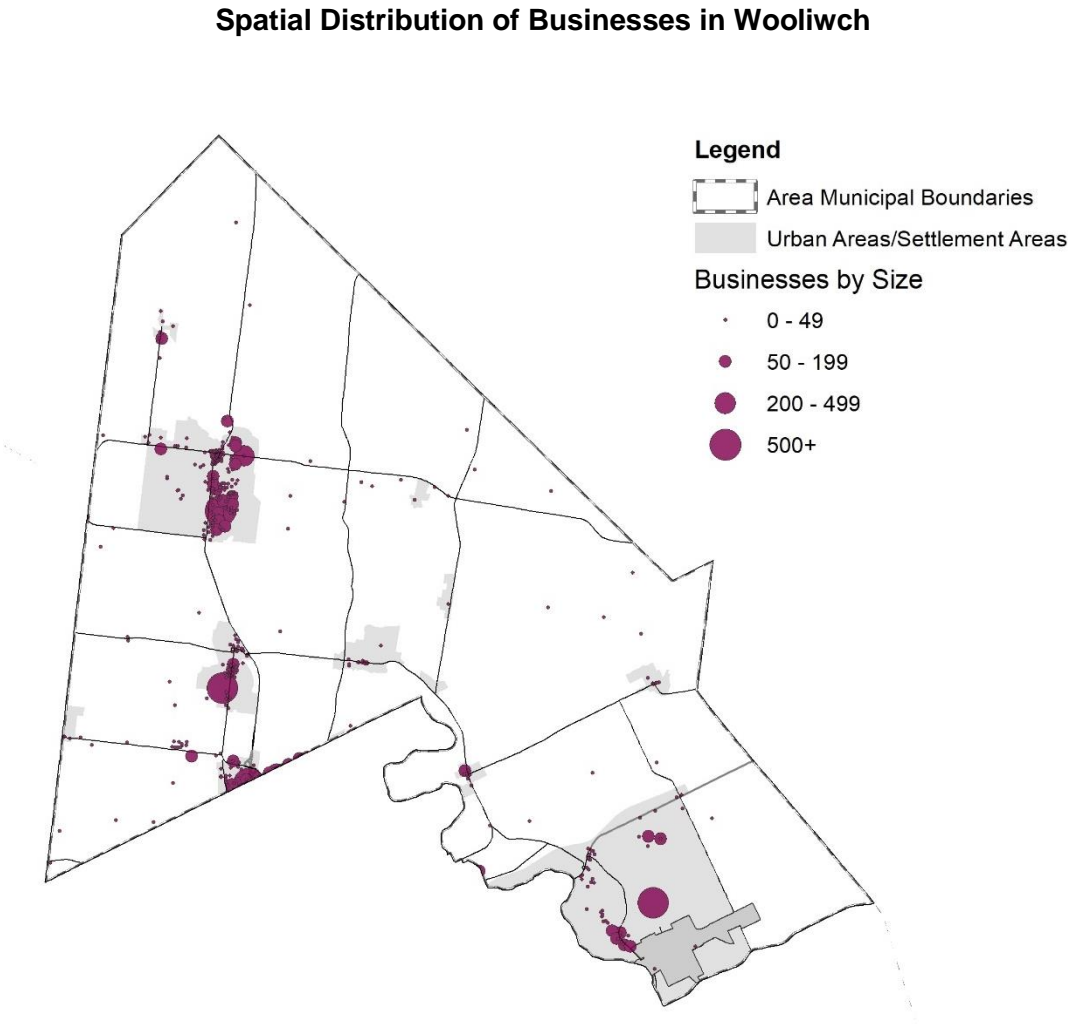 Spatial Distribution of Businesses in Wooliwch
Legend
Area Municipal Boundaries
Urban Areas/Settlement Areas
Businesses by Size
0 - 49
50 - 199
200 - 499
500+